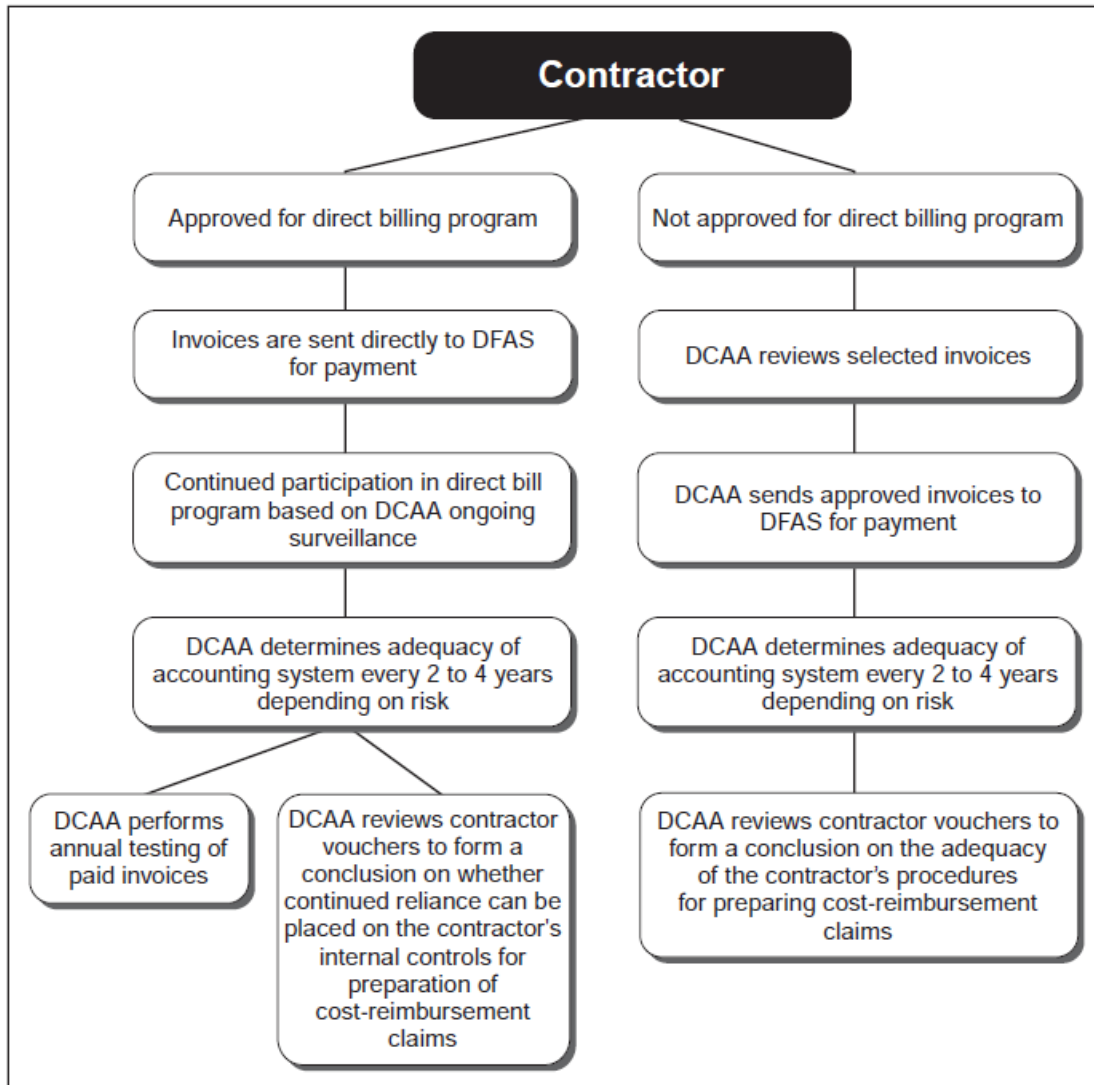 Contractor
Approved for direct billing program
Not approved for direct billing program
Invoices are sent directly to DFAS
for payment
DCAA reviews selected invoices
Continued participation in direct bill
program based on DCAA ongoing
surveillance
DCAA sends approved invoices to
DFAS for payment
DCAA determines adequacy of
accounting system every 2 to 4 years
depending on risk
DCAA determines adequacy of
accounting system every 2 to 4 years
depending on risk
DCAA performs
annual testing of
paid invoices
DCAA reviews contractor
vouchers to form a
conclusion on whether
continued reliance can be
placed on the contractor's
internal controls for
preparation of
cost-reimbursement
claims
DCAA reviews contractor vouchers to
form a conclusion on the adequacy
of the contractor’s procedures
for preparing cost-reimbursement
claims